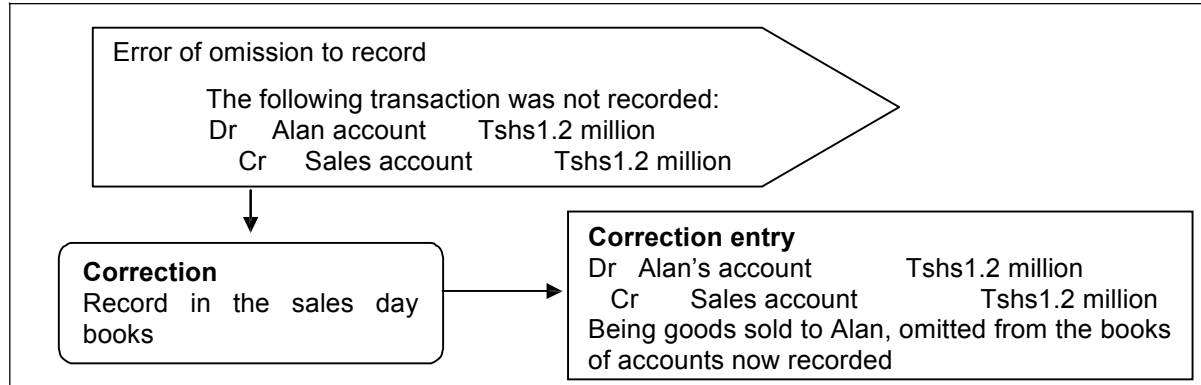 Error of omission to record
The following transaction was not recorded:
Dr Alan account Tshs1.2 million
Cr Sales account Tshs1.2 million
Correction
Record in the sales day
books
Correction entry
Dr Alan's account Tshs1.2 million
Cr Sales account Tshs1.2 million
Being goods sold to Alan, omitted from the books
of accounts now recorded